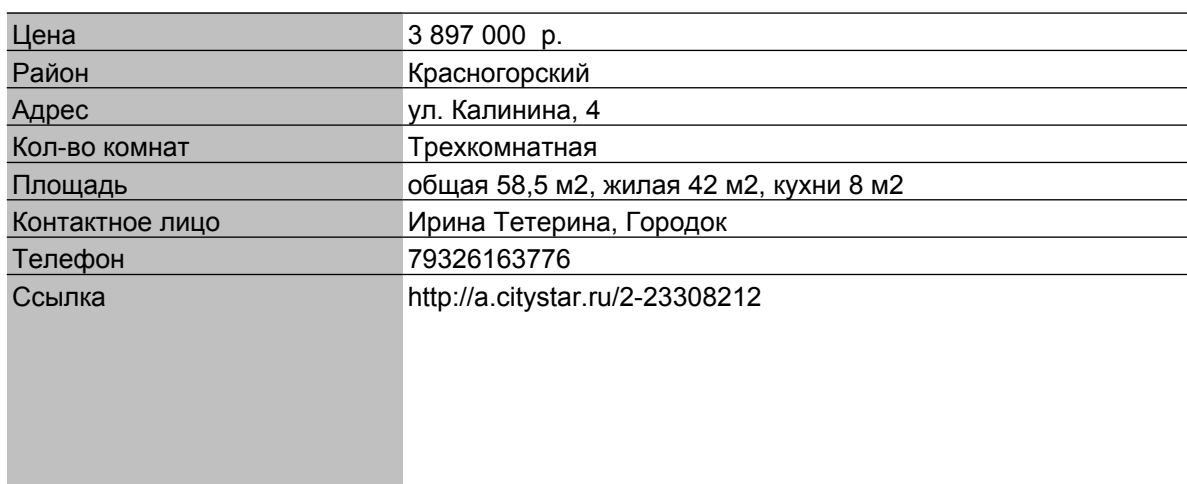 Цена 3 897 000 р.
Район Красногорский
Адрес ул. Калинина, 4
Кол-во комнат Трехкомнатная
Площадь общая 58,5 м2, жилая 42 м2, кухни 8 м2
Контактное лицо Ирина Тетерина, Городок
Телефон 79326163776
Ссылка http://a.citystar.ru/2-23308212